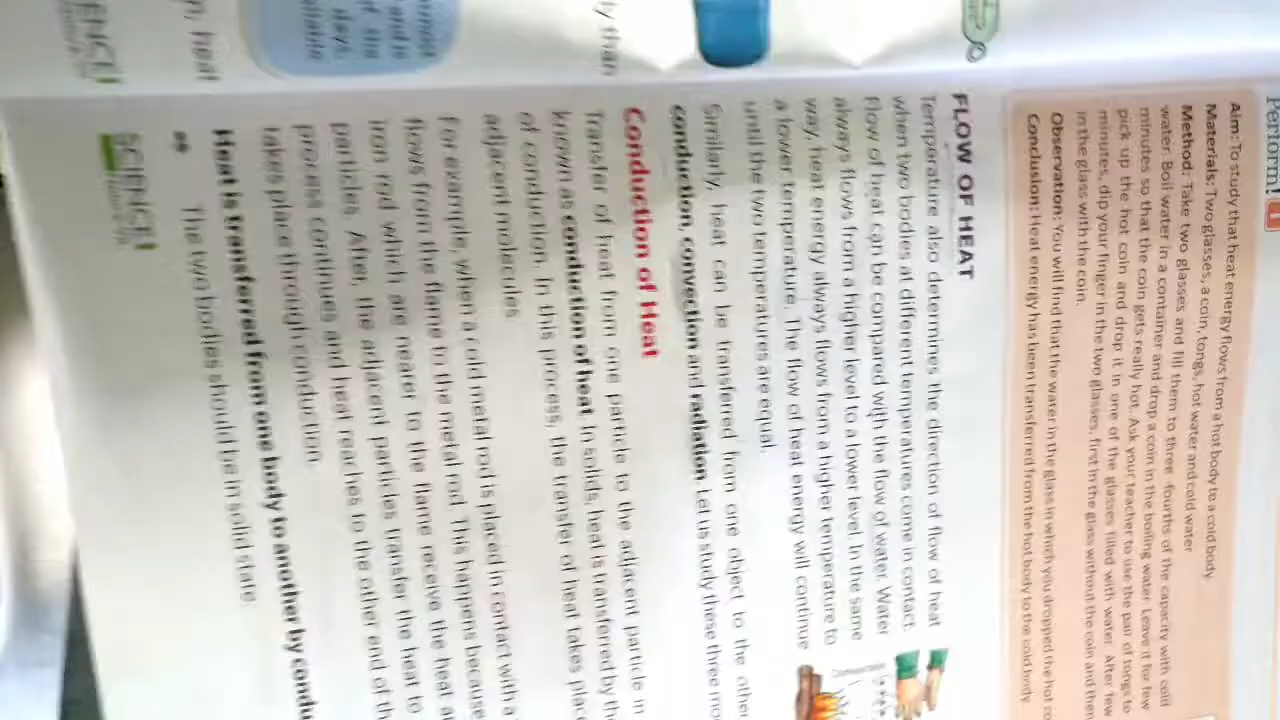 Perform!
Aim: To study that heat energy flows from a hot body to a cold body
Materials: Two glasses, a coin, tongs, hot water and cold water
Method: Take two glasses and fill them to three fourths of the capacity with cold
water. Boil water in a container and drop a coin in the boiling water. Leave it for few
minutes so that the coin gets really hot. Ask your teacher to use the pair of tongs to
pick up the hot coin and drop it in one of the glasses filled with water. After few
minutes, dip your finger in the two glasses, first in the glass without the coin and then
in the glass with the coin.
Observation: You will find that the water in the glass in which you dropped the hot
Conclusion: Heat energy has been transferred from the hot body to the cold body
FLOW OF HEAT
Temperature also determines the direction of flow of heat
when two bodies at different temperatures come in contact.
Flow of heat can be compared with the flow of water. Water
always flows from a higher level to a lower level. In the same
way, heat energy always flows from a higher temperature to
a lower temperature. The flow of heat energy will continue
until the two temperatures are equal.
Similarly, heat can be transferred from one object to the other
conduction, convection and radiation. Let us study these three
Conduction of Heat
Transfer of heat from one particle to the adjacent particle in
known as conduction of heat. In solids, heat is transferred by
of conduction. In this process, the transfer of heat takes
adjacent molecules
For example, when a cold metal rod is placed in contact with a
flows from the flame to the metal rod. This happens because
iron rod which are nearer to the flame receive the heat
particles. After, the adjacent particles transfer the heat to
process continues and heat reaches to the other end of
takes place through conduction.
Heat is transferred from one body to another by
The two bodies should be in solid state.
SCIENCE
ly than
heat